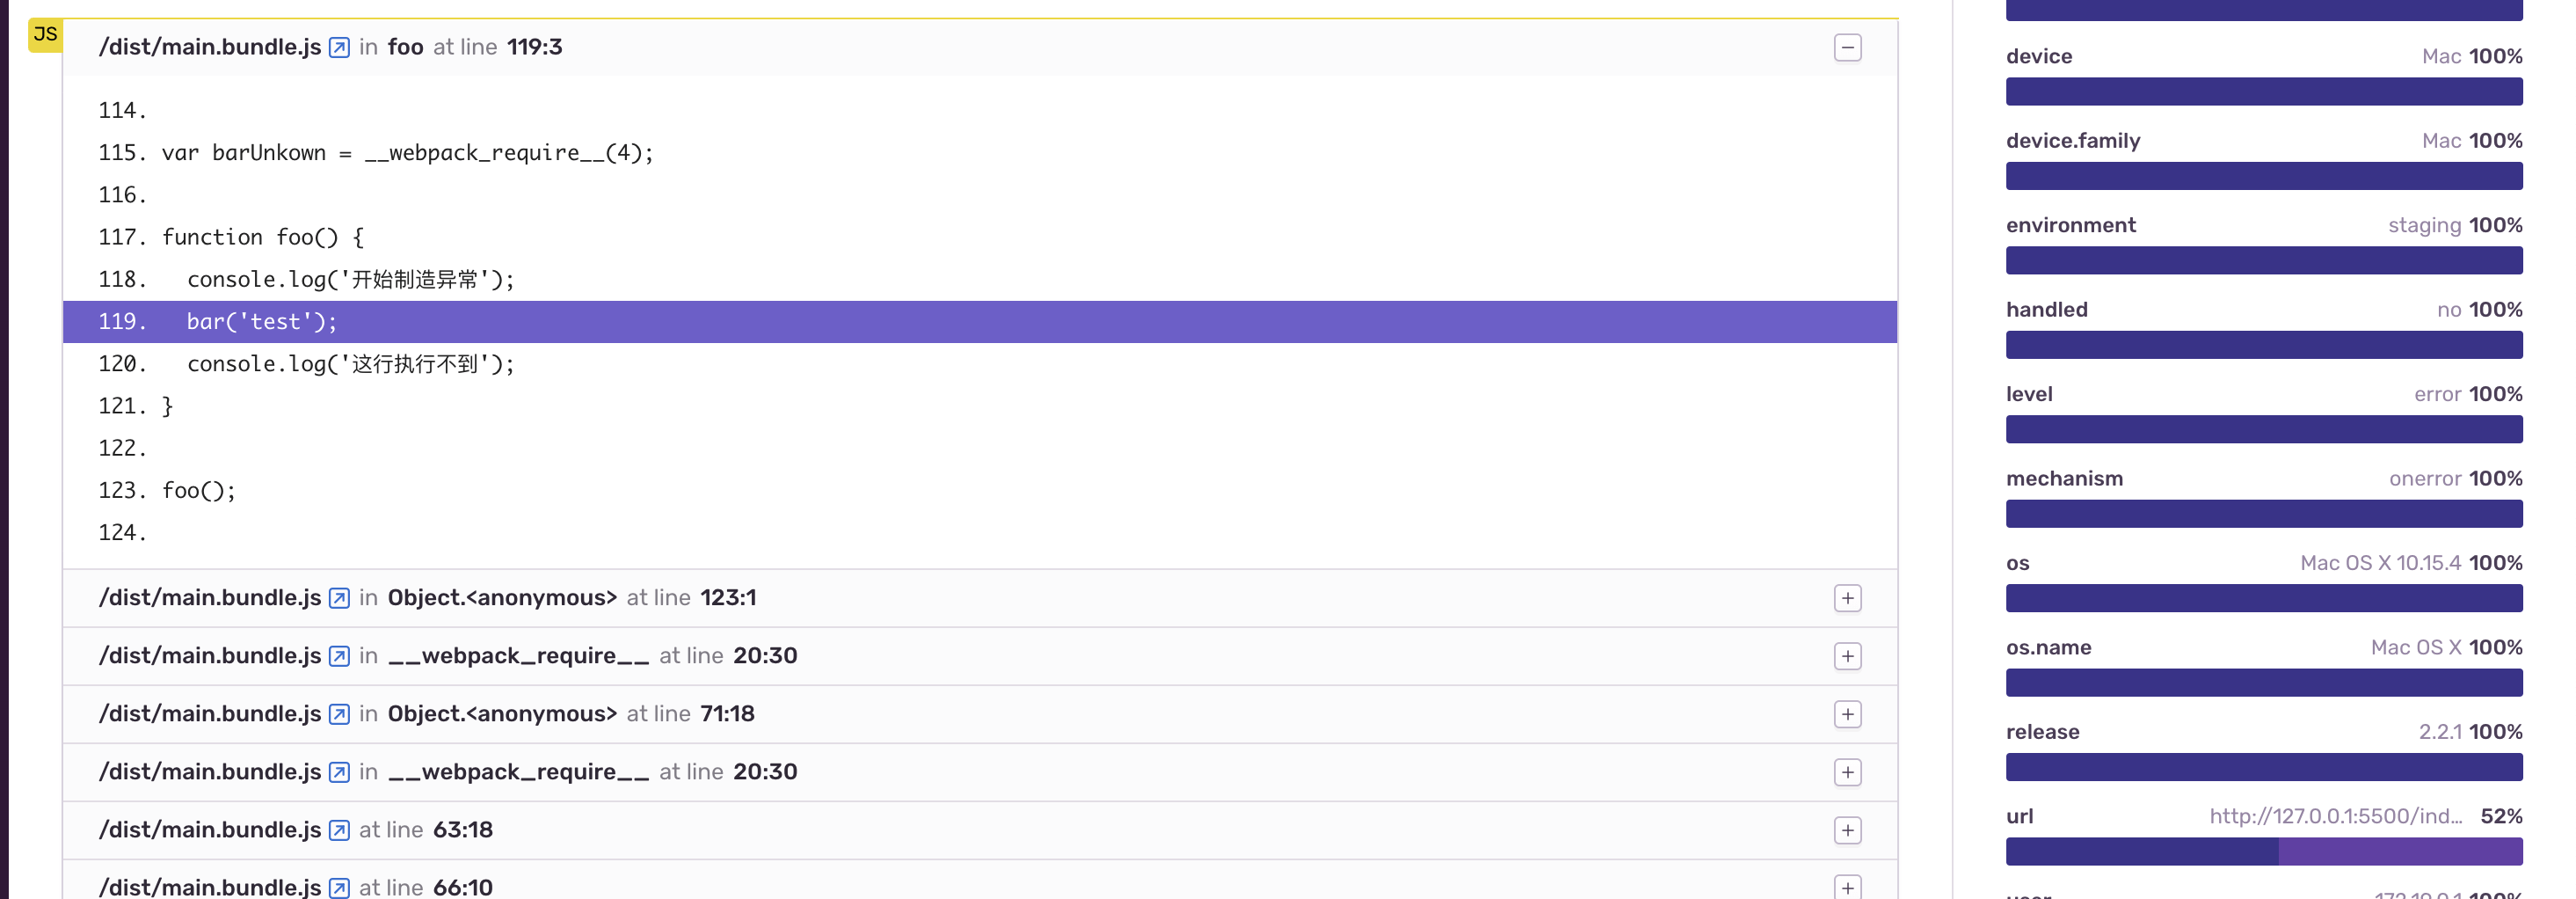 JS
/dist/main.bundle.js in foo at line 119:3
114.
115. var barUnkown = __webpack_require__(4);
116.
117. function foo() {
118. console.log('开始制造异常');
119. bar('test');
120. console.log('这行执行不到');
121. }
122.
123. foo();
124.
/dist/main.bundle.js in Object.<anonymous> at line 123:1
/dist/main.bundle.js in __webpack_require__ at line 20:30
/dist/main.bundle.js in Object.<anonymous> at line 71:18
/dist/main.bundle.js in __webpack_require__ at line 20:30
/dist/main.bundle.js at line 63:18
/dist/main.bundle.js at line 66:10
device Mac 100%
device.family Mac 100%
environment staging 100%
handled no 100%
level error 100%
mechanism onerror 100%
os Mac OS X 10.15.4 100%
os.name Mac OS X 100%
release 2.2.1 100%
url http://127.0.0.1:5500/ind... 52%